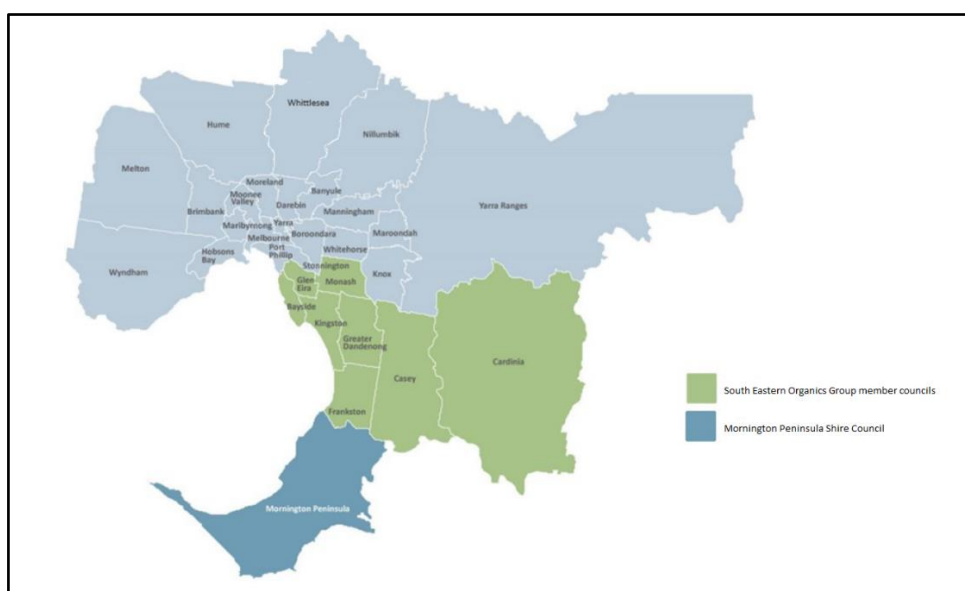 Whittlesea
Hume
Nillumbik
Melton
Moreland
Moonee
Valley
Banyule
Darebin
Brimbank
Manningham
Yarra Ranges
Maribyrnong
Yarra
Boroondara
Maroondah
Melbourne
Port
Phillip
Hobsons
Bay
Whitehorse
Wyndham
Stonnington
Knox
Glen
Eira
Monash
Bayside
Kingston
Greater
Dandenong
Cardinia
Casey
Frankston
Mornington Peninsula
South Eastern Organics Group member councils
Mornington Peninsula Shire Council